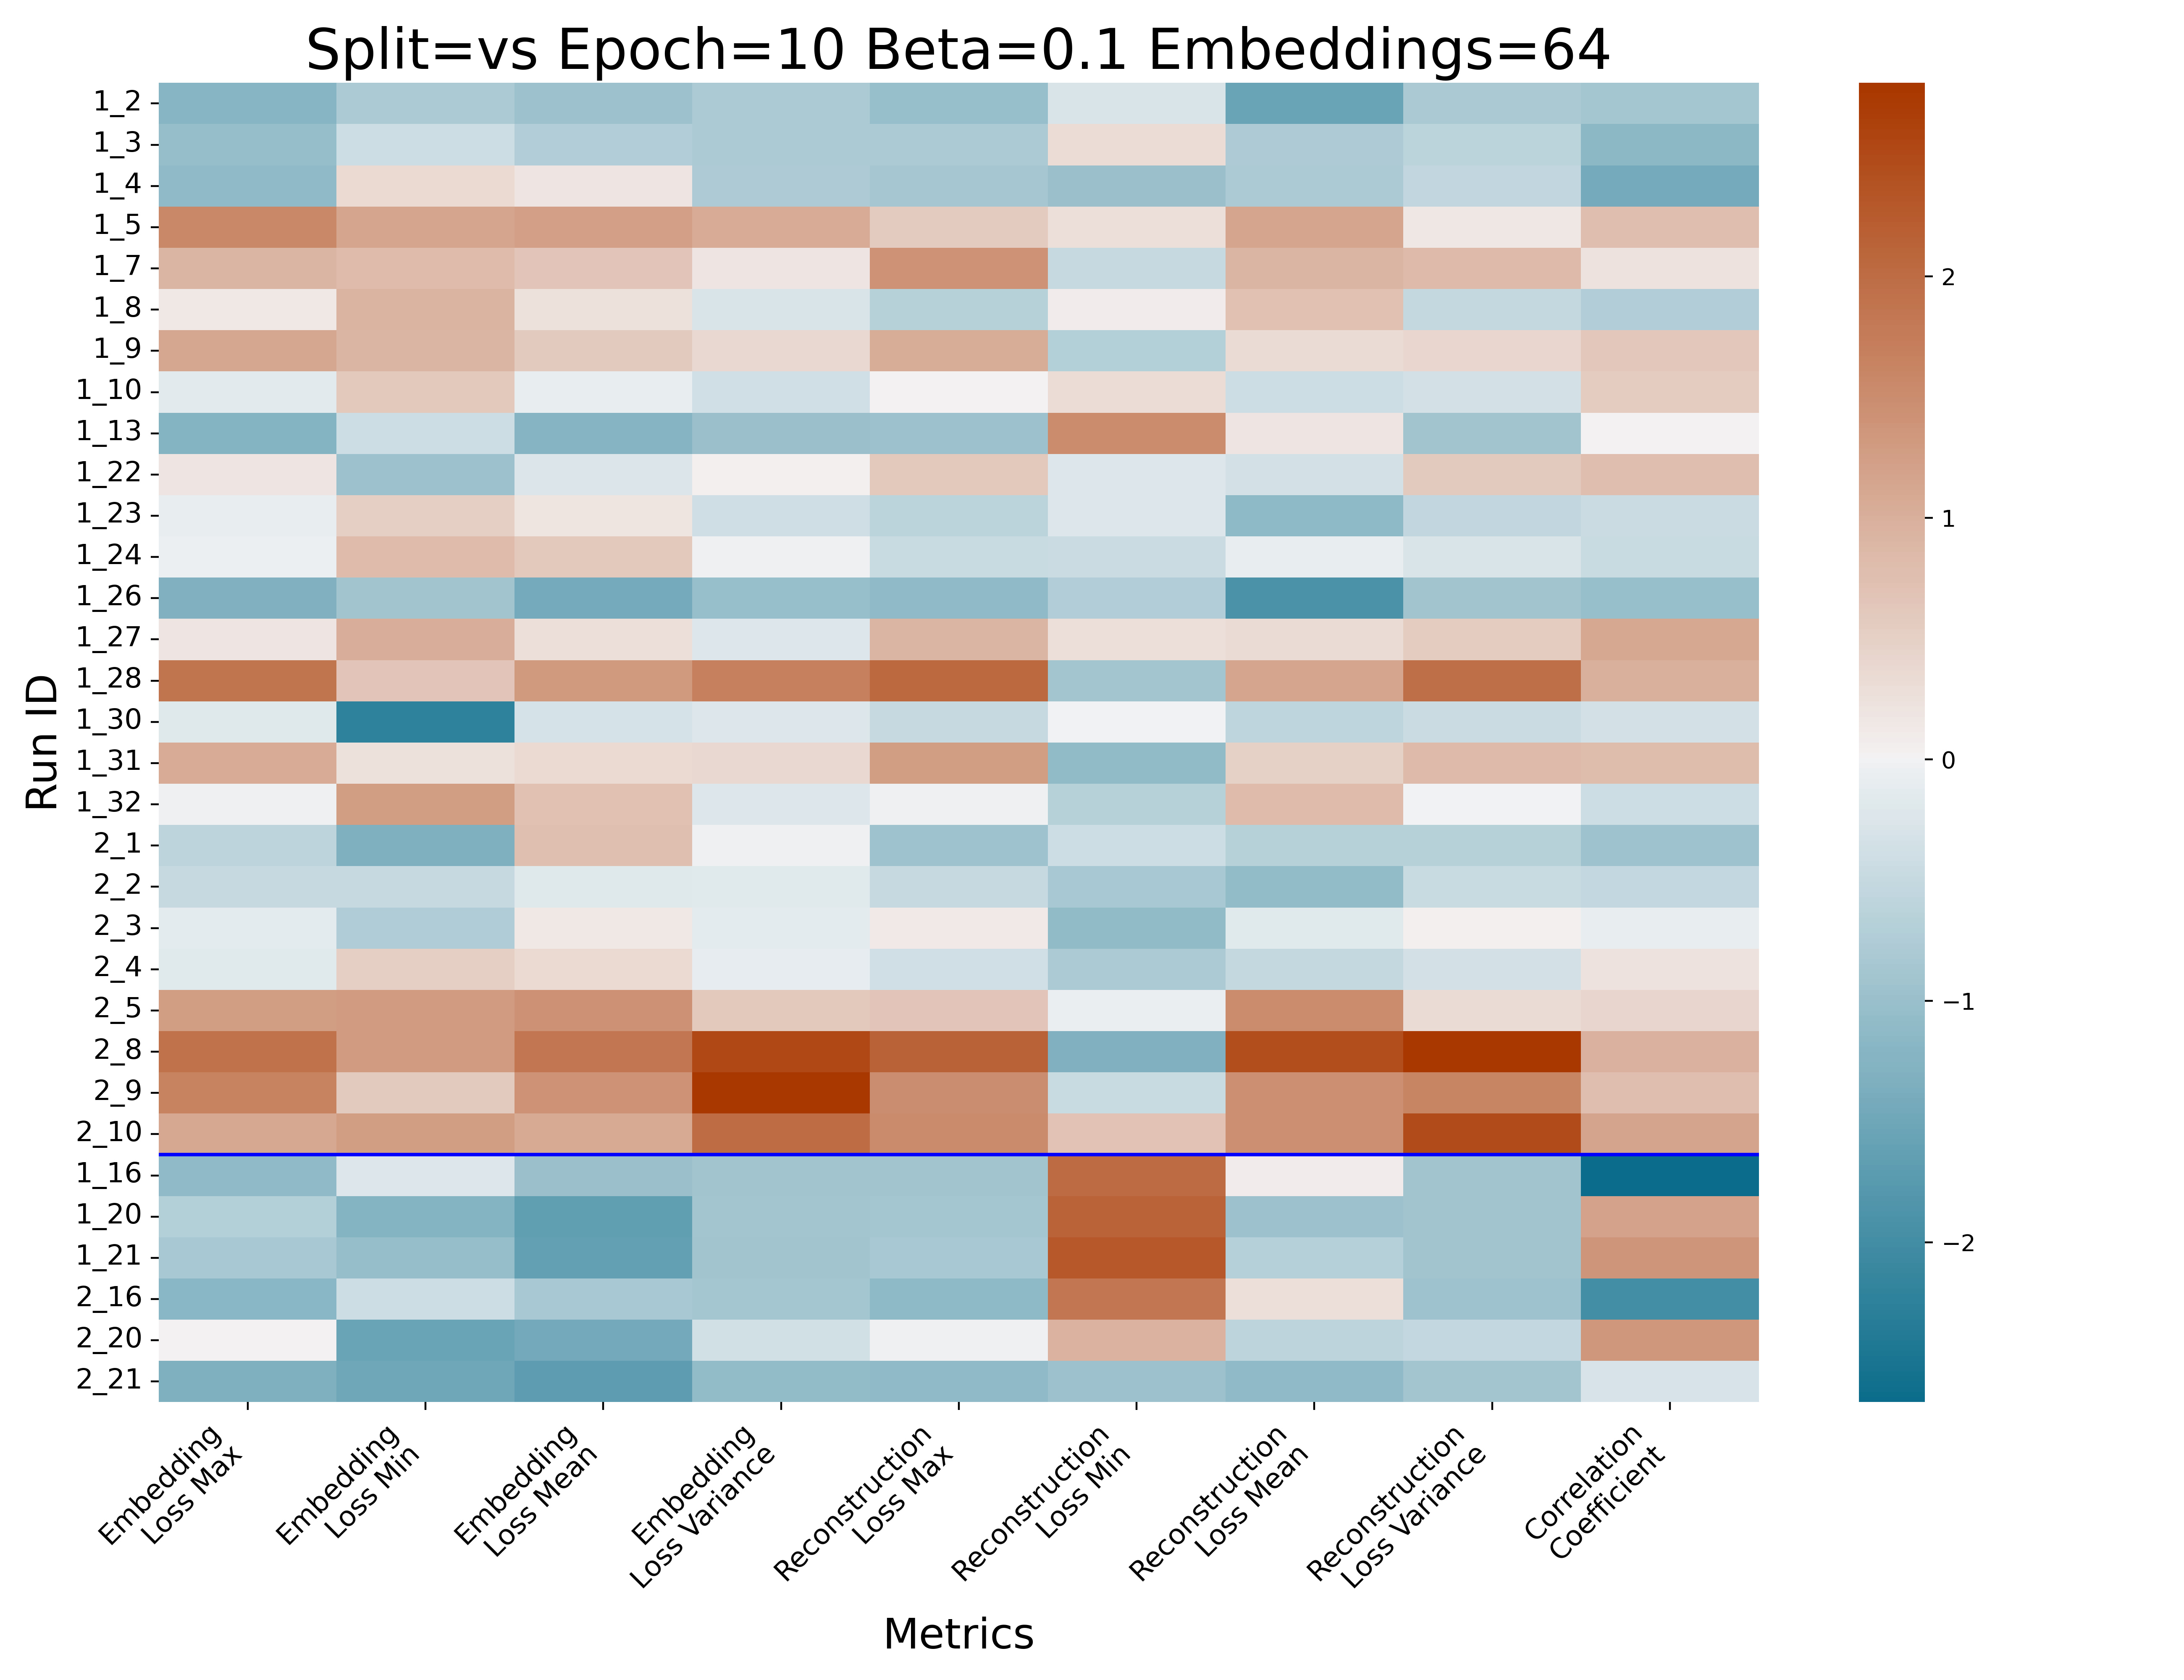 Split=vs Epoch=10 Beta=0.1 Embeddings=64
Run ID
1_2
1_3
1_4
1_5
1_7
1_8
1_9
1_10
1_13
1_22
1_23
1_24
1_26
1_27
1_28
1_30
1_31
1_32
2_1
2_2
2_3
2_4
2_5
2_8
2_9
2_10
1_16
1_20
1_21
2_16
2_20
2_21
2
1
0
−1
−2
Embedding
Loss Max
Embedding
Loss Min
Embedding
Loss Mean
Embedding
Loss Variance
Reconstruction
Loss Max
Reconstruction
Loss Min
Reconstruction
Loss Mean
Reconstruction
Loss Variance
Correlation
Coefficient
Metrics